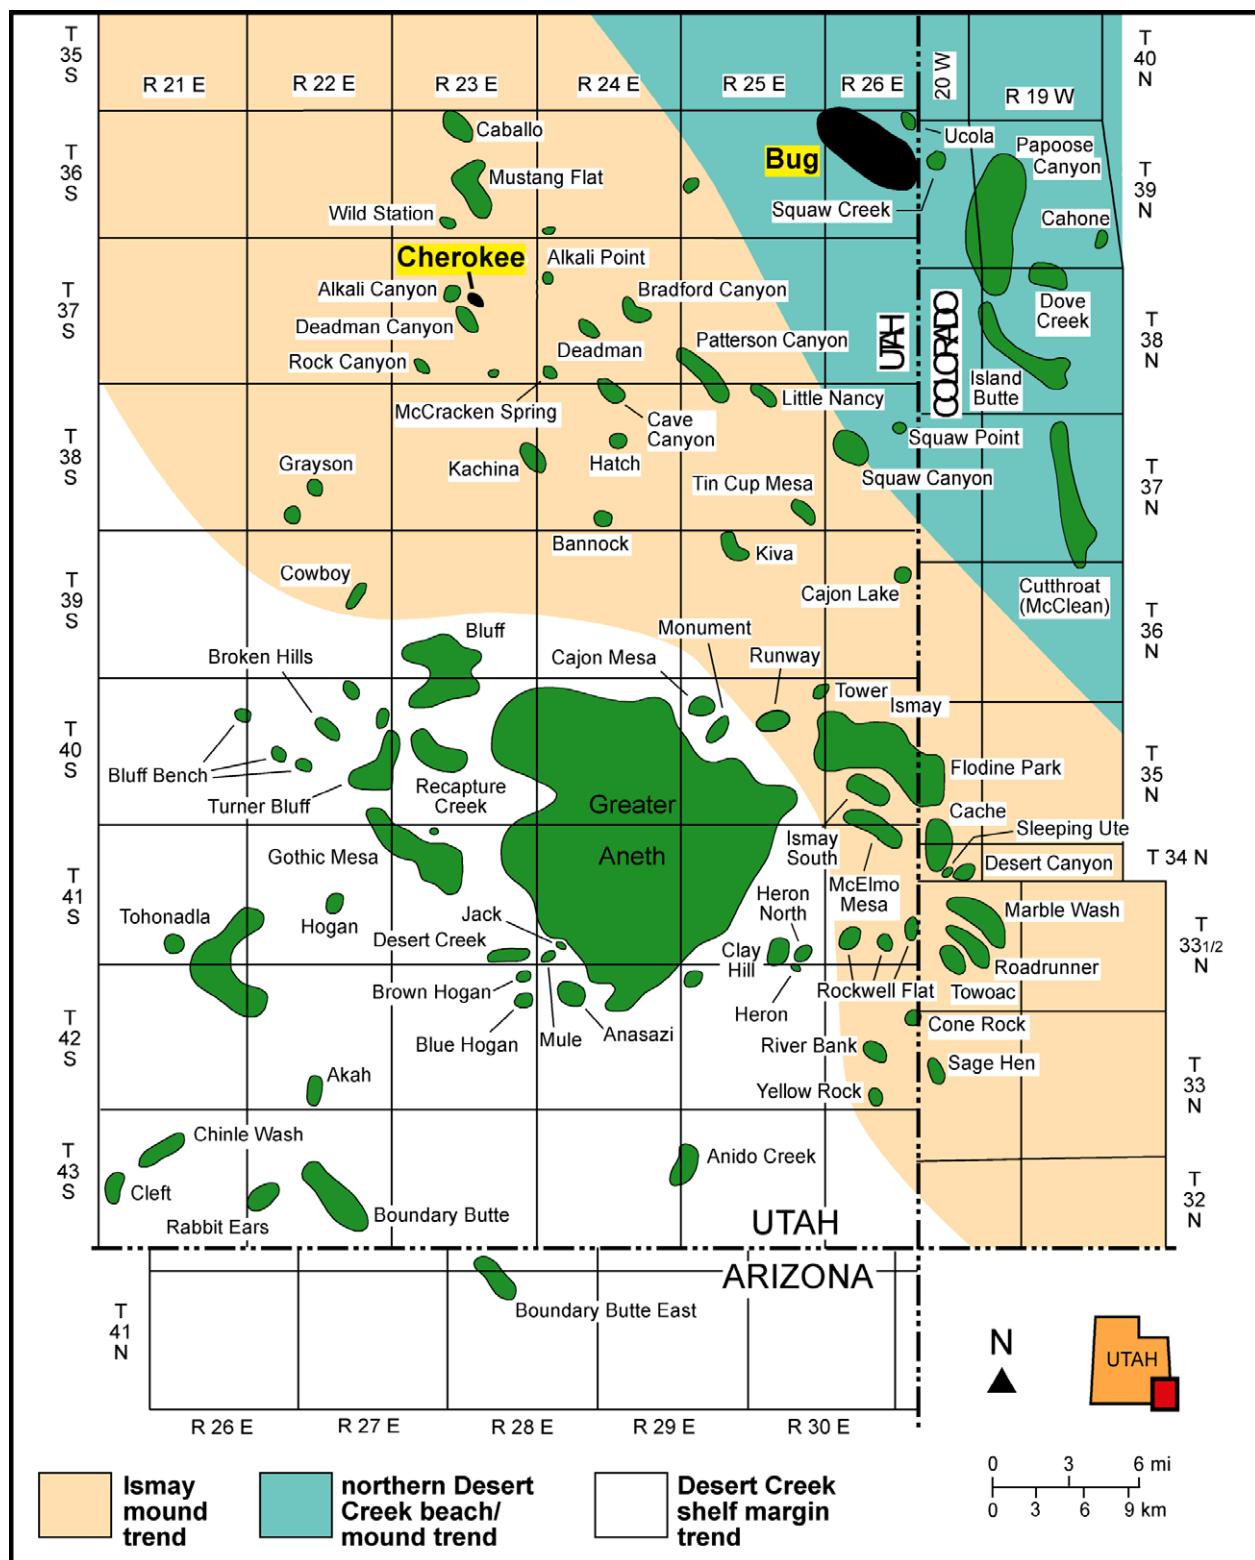 T
35
S
R 21 E
R 22 E
R 23 E
R 24 E
R 25 E
R 26 E
20 W
R 19 W
T
40
N
Caballo
Ucola
Papoose
Canyon
T
36
S
Mustang Flat
Bug
Squaw Creek
T
39
N
Wild Station
Cahone
Cherokee
Alkali Point
Alkali Canyon
Bradford Canyon
T
37
S
Deadman Canyon
Deadman
Patterson Canyon
UTAH
COLORADO
Dove
Creek
T
38
N
Rock Canyon
Island
Butte
McCracken Spring
Little Nancy
Cave
Canyon
Squaw Point
T
38
S
Grayson
Kachina
Hatch
Squaw Canyon
Tin Cup Mesa
T
37
N
Bannock
Kiva
Cowboy
Cajon Lake
Cutthroat
(McClean)
T
39
S
T
36
N
Bluff
Monument
Broken Hills
Cajon Mesa
Runway
Tower
Ismay
T
40
S
Bluff Bench
Turner Bluff
Recapture
Creek
Greater
Aneth
Flodine Park
T
35
N
Cache
Sleeping Ute
Ismay
South
Gothic Mesa
Desert Canyon
T 34 N
McElmo
Mesa
T
41
S
Heron
North
Hogan
Jack
Marble Wash
Tohonadla
Desert Creek
Clay
Hill
T
33 1/2
N
Roadrunner
Brown Hogan
Rockwell Flat
Towoac
Heron
T
42
S
Blue Hogan
Mule
Anasazi
Cone Rock
River Bank
Sage Hen
Akah
Yellow Rock
T
33
N
Chinle Wash
T
43
S
Anido Creek
Cleft
Rabbit Ears
Boundary Butte
UTAH
T
32
N
ARIZONA
Boundary Butte East
T
41
N
N
UTAH
R 26 E
R 27 E
R 28 E
R 29 E
R 30 E
0 3 6 mi
0 3 6 9 km
Ismay
mound
trend
northern Desert
Creek beach/
mound trend
Desert Creek
shelf margin
trend